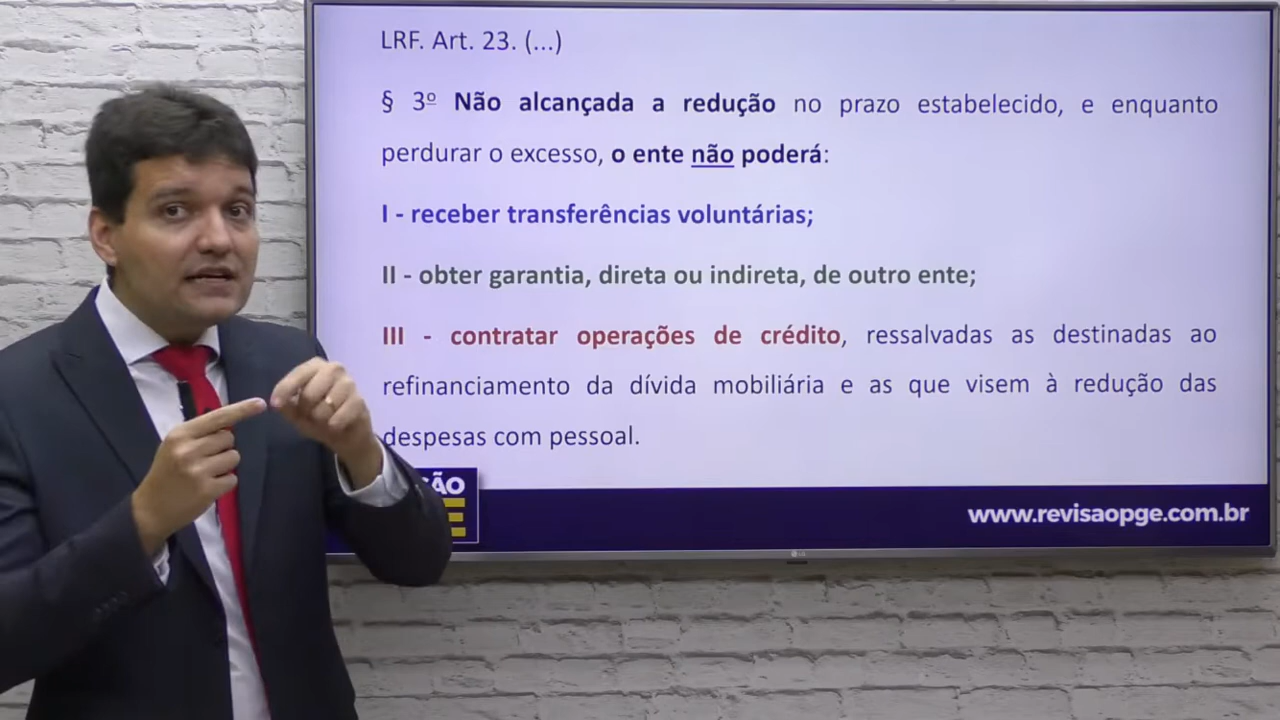 LRF. Art. 23. (...)
§ 3º Não alcançada a redução no prazo estabelecido, e enquanto
perdurar o excesso, o ente não poderá:
I - receber transferências voluntárias;
II - obter garantia, direta ou indireta, de outro ente;
III - contratar operações de crédito, ressalvadas as destinadas ao
refinanciamento da dívida mobiliária e as que visem à redução das
despesas com pessoal.
ÃO
www.revisaopge.com.br
LG